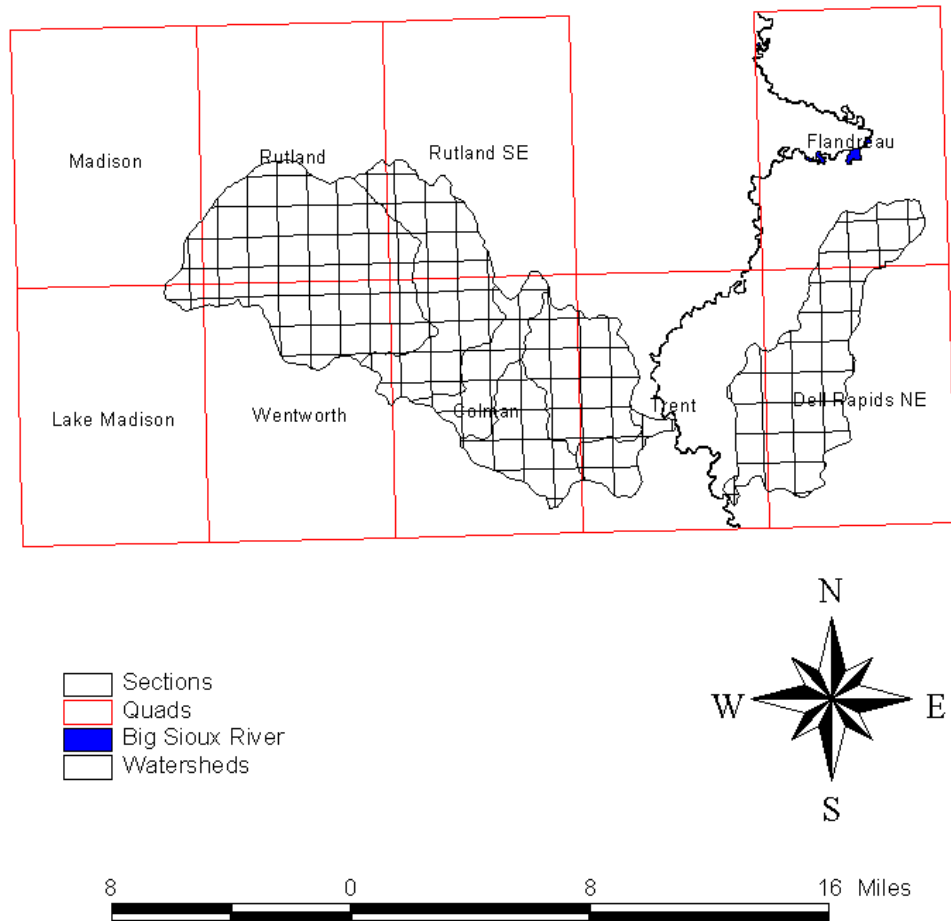 Madison
Rutland
Rutland SE
Flandreau
Lake Madison
Wentworth
Colman
Trent
Dell Rapids NE
N
W
E
S
Sections
Quads
Big Sioux River
Watersheds
8 0 8 16 Miles